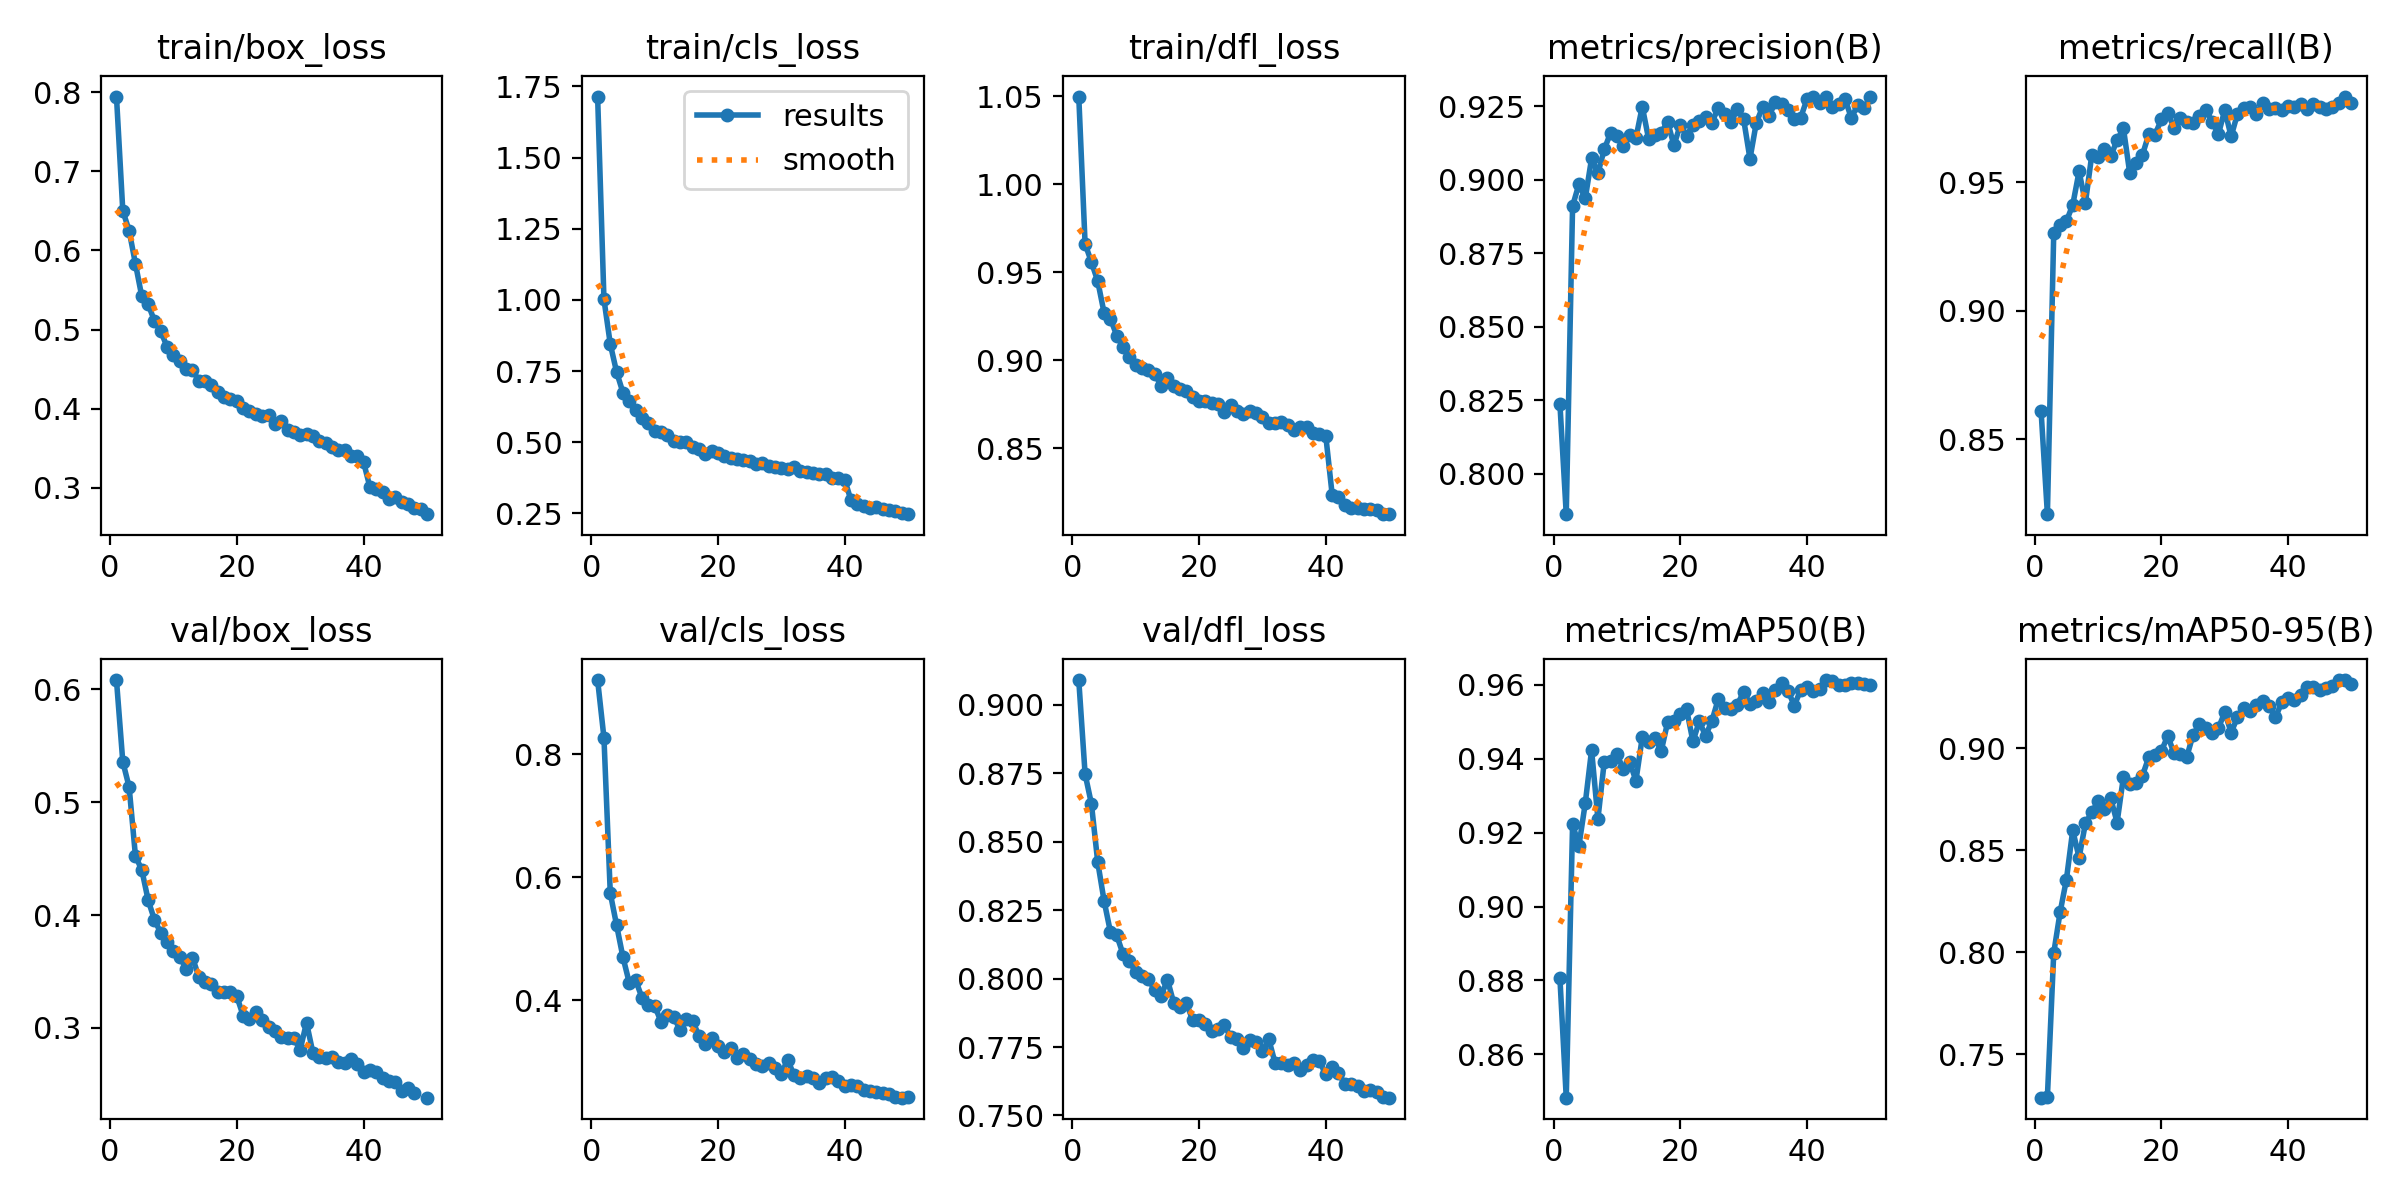 train/box_loss
0.8
0.7
0.6
0.5
0.4
0.3
0 20 40
train/cls_loss
1.75
1.50
1.25
1.00
0.75
0.50
0.25
results
smooth
0 20 40
train/dfl_loss
1.05
1.00
0.95
0.90
0.85
0 20 40
metrics/precision(B)
0.925
0.900
0.875
0.850
0.825
0.800
0 20 40
metrics/recall(B)
0.95
0.90
0.85
0 20 40
val/box_loss
0.6
0.5
0.4
0.3
0 20 40
val/cls_loss
0.8
0.6
0.4
0 20 40
val/dfl_loss
0.900
0.875
0.850
0.825
0.800
0.775
0.750
0 20 40
metrics/mAP50(B)
0.96
0.94
0.92
0.90
0.88
0.86
0 20 40
metrics/mAP50-95(B)
0.90
0.85
0.80
0.75
0 20 40